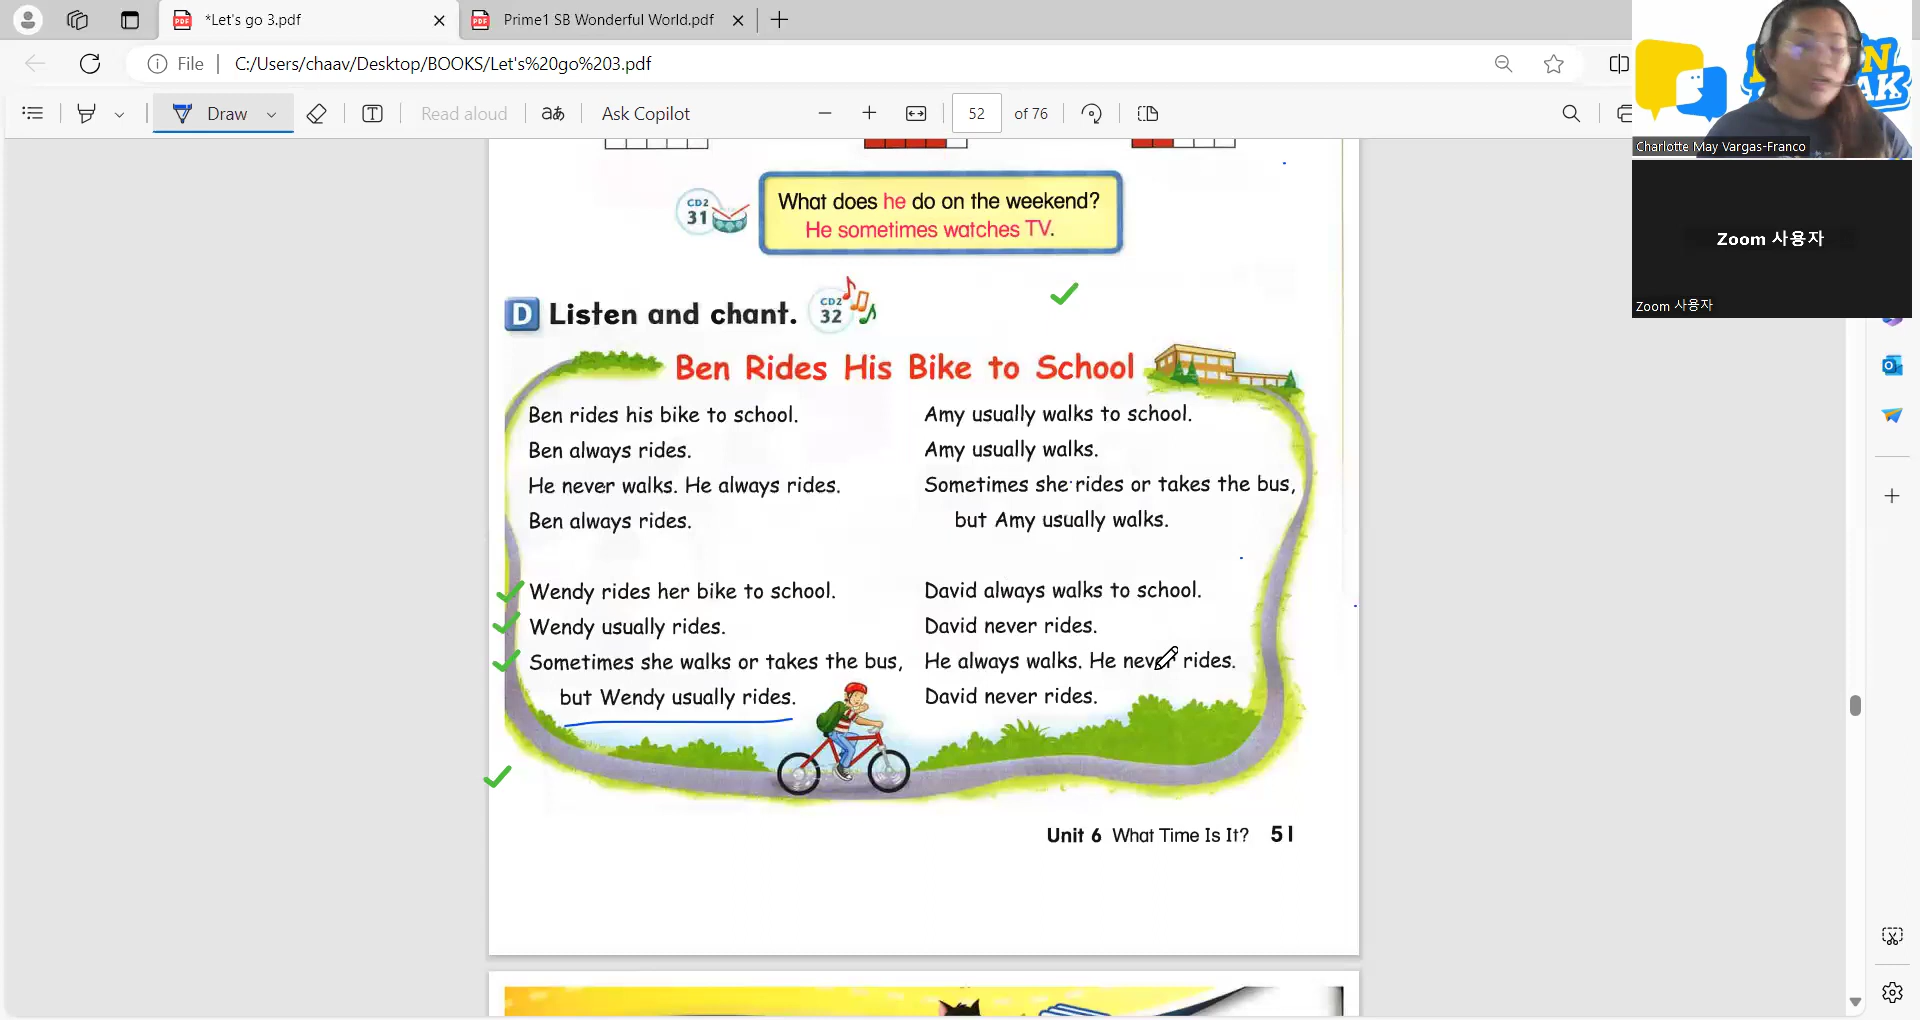 *Let's go 3.pdf
Prime1 SB Wonderful World.pdf
File
C:/Users/chaav/Desktop/BOOKS/Let's%20go%203.pdf
Draw
Read aloud
aあ
Ask Copilot
52 of 76
Charlotte May Vargas-Franco
Zoom 사용자
Zoom 사용자
CD2
31
What does he do on the weekend?
He sometimes watches TV.
D Listen and chant.
CD2
32
Ben Rides His Bike to School
Ben rides his bike to school.
Ben always rides.
He never walks. He always rides.
Ben always rides.
Wendy rides her bike to school.
Wendy usually rides.
Sometimes she walks or takes the bus,
but Wendy usually rides.
Amy usually walks to school.
Amy usually walks.
Sometimes she rides or takes the bus,
but Amy usually walks.
David always walks to school.
David never rides.
He always walks. He never rides.
David never rides.
Unit 6 What Time Is It? 51